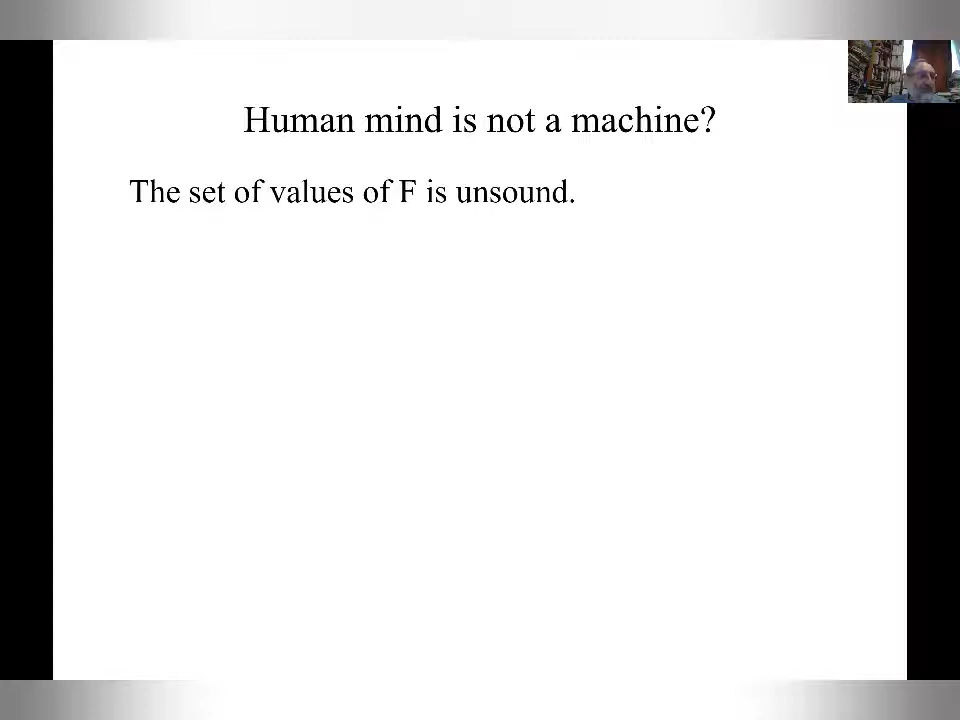 Human mind is not a machine?
The set of values of F is unsound.